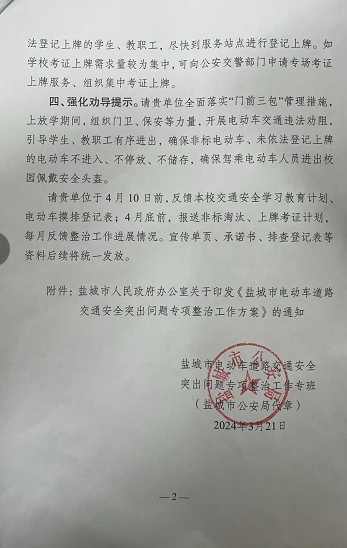 法登记上牌的学生、教职工，尽快到服务站点进行登记上牌。如
学校考证上牌需求量较为集中，可向公安交警部门申请专场考证
上牌服务、组织集中考证上牌。
四、强化劝导提示。请贵单位全面落实“门前三包”管理措施，
上放学期间，组织门卫、保安等力量，开展电动车交通违法劝阻，
引导学生、教职工有序进出，确保非标电动车、未依法登记上牌
的电动车不进入、不停放、不储存，确保驾乘电动车人员进出校
园佩戴安全头盔。
请贵单位于4月10日前，反馈本校交通安全学习教育计划、
电动车摸排登记表；4月底前，报送非标淘汰、上牌考证计划，
每月反馈整治工作进展情况。宣传单页、承诺书、排查登记表等
资料后续将统一发放。
附件：盐城市人民政府办公室关于印发《盐城市电动车道路
交通安全突出问题专项整治工作方案》的通知
盐城市电动车道路交通安全
突出问题专项整治工作专班
（盐城市公安局代章）
2024年3月21日
盐城市公安局
—2—